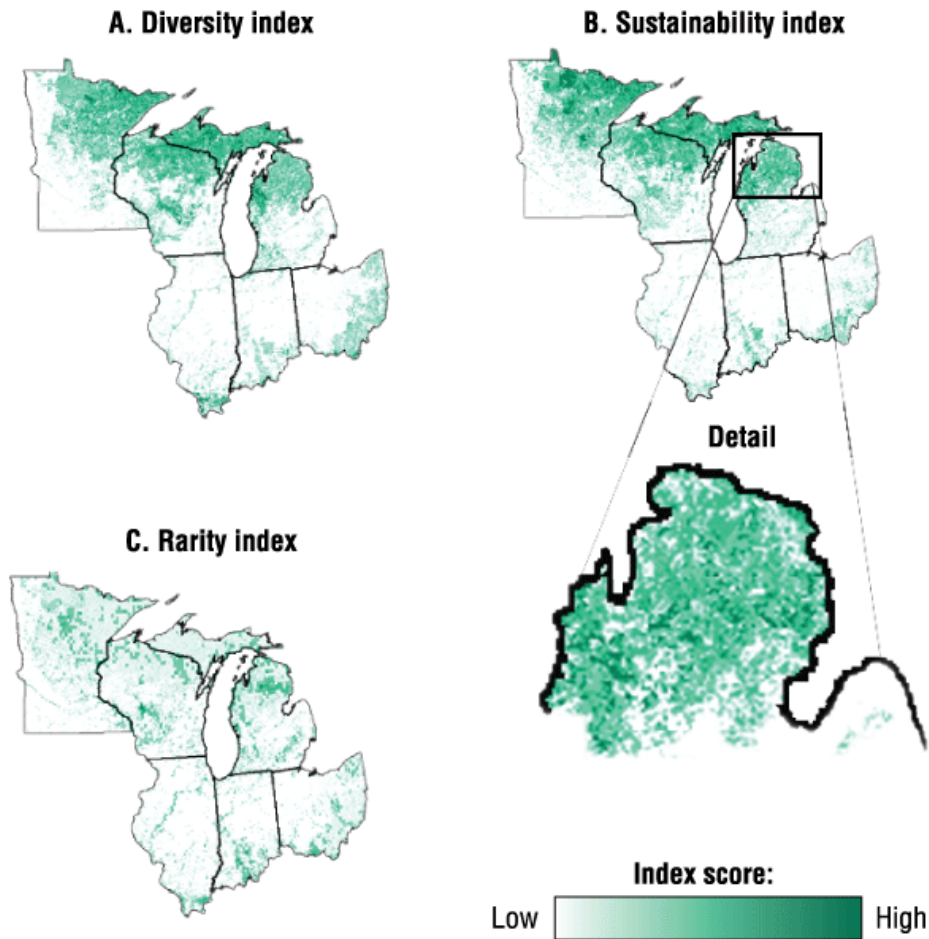 A. Diversity index
B. Sustainability index
Detail
C. Rarity index
Index score:
Low
High